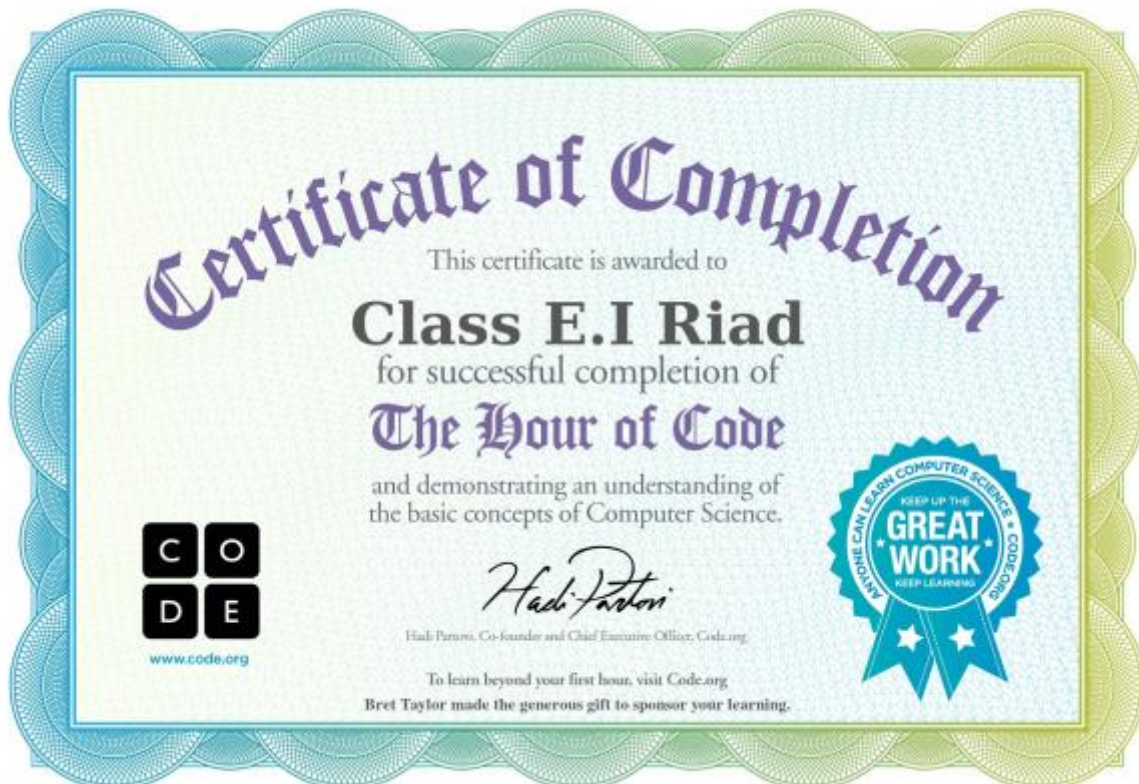 Certificate of Completion
This certificate is awarded to
Class E.I Riad
for successful completion of
The Hour of Code
and demonstrating an understanding of
the basic concepts of Computer Science.
Hadi Partovi
Hadi Partovi, Co-founder and Chief Executive Officer, Code.org
To learn beyond your first hour, visit Code.org
Bret Taylor made the generous gift to sponsor your learning.
C O
D E
www.code.org
ANYONE CAN LEARN COMPUTER SCIENCE • CODE.ORG
KEEP UP THE
GREAT
WORK
KEEP LEARNING